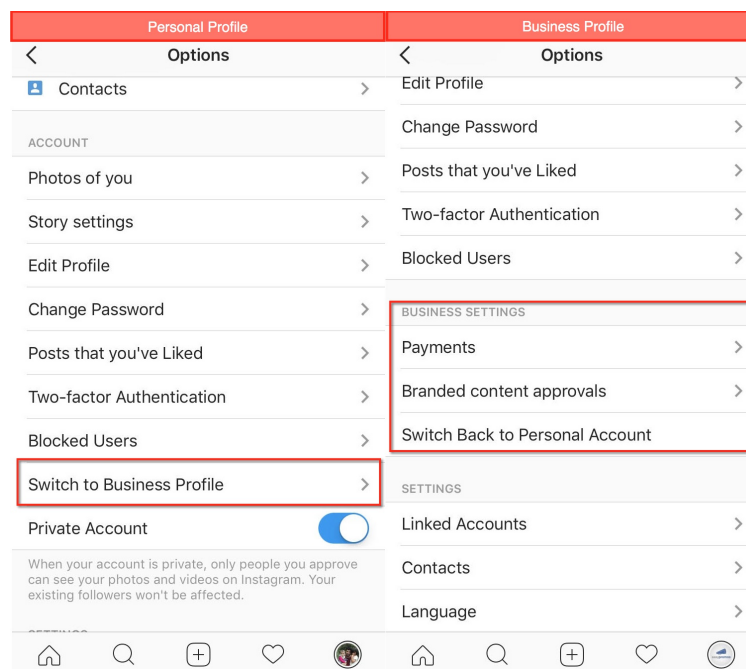 Personal Profile
Options
Contacts
ACCOUNT
Photos of you
Story settings
Edit Profile
Change Password
Posts that you've Liked
Two-factor Authentication
Blocked Users
Switch to Business Profile
Private Account
When your account is private, only people you approve
can see your photos and videos on Instagram. Your
existing followers won't be affected.
Business Profile
Options
Edit Profile
Change Password
Posts that you've Liked
Two-factor Authentication
Blocked Users
BUSINESS SETTINGS
Payments
Branded content approvals
Switch Back to Personal Account
SETTINGS
Linked Accounts
Contacts
Language